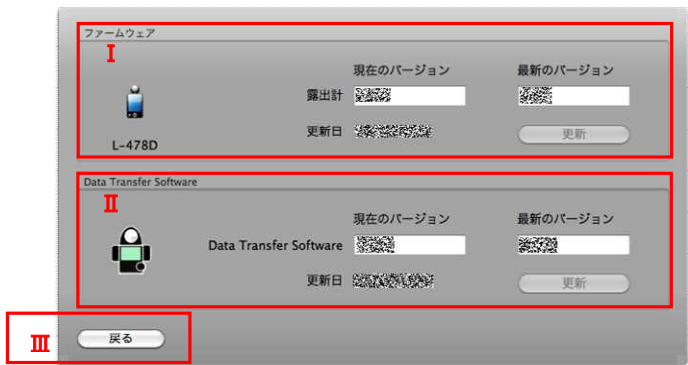 ファームウェア
I
現在のバージョン 最新のバージョン
露出計
更新日 更新
L-478D
Data Transfer Software
II
現在のバージョン 最新のバージョン
Data Transfer Software
更新日 更新
III 戻る